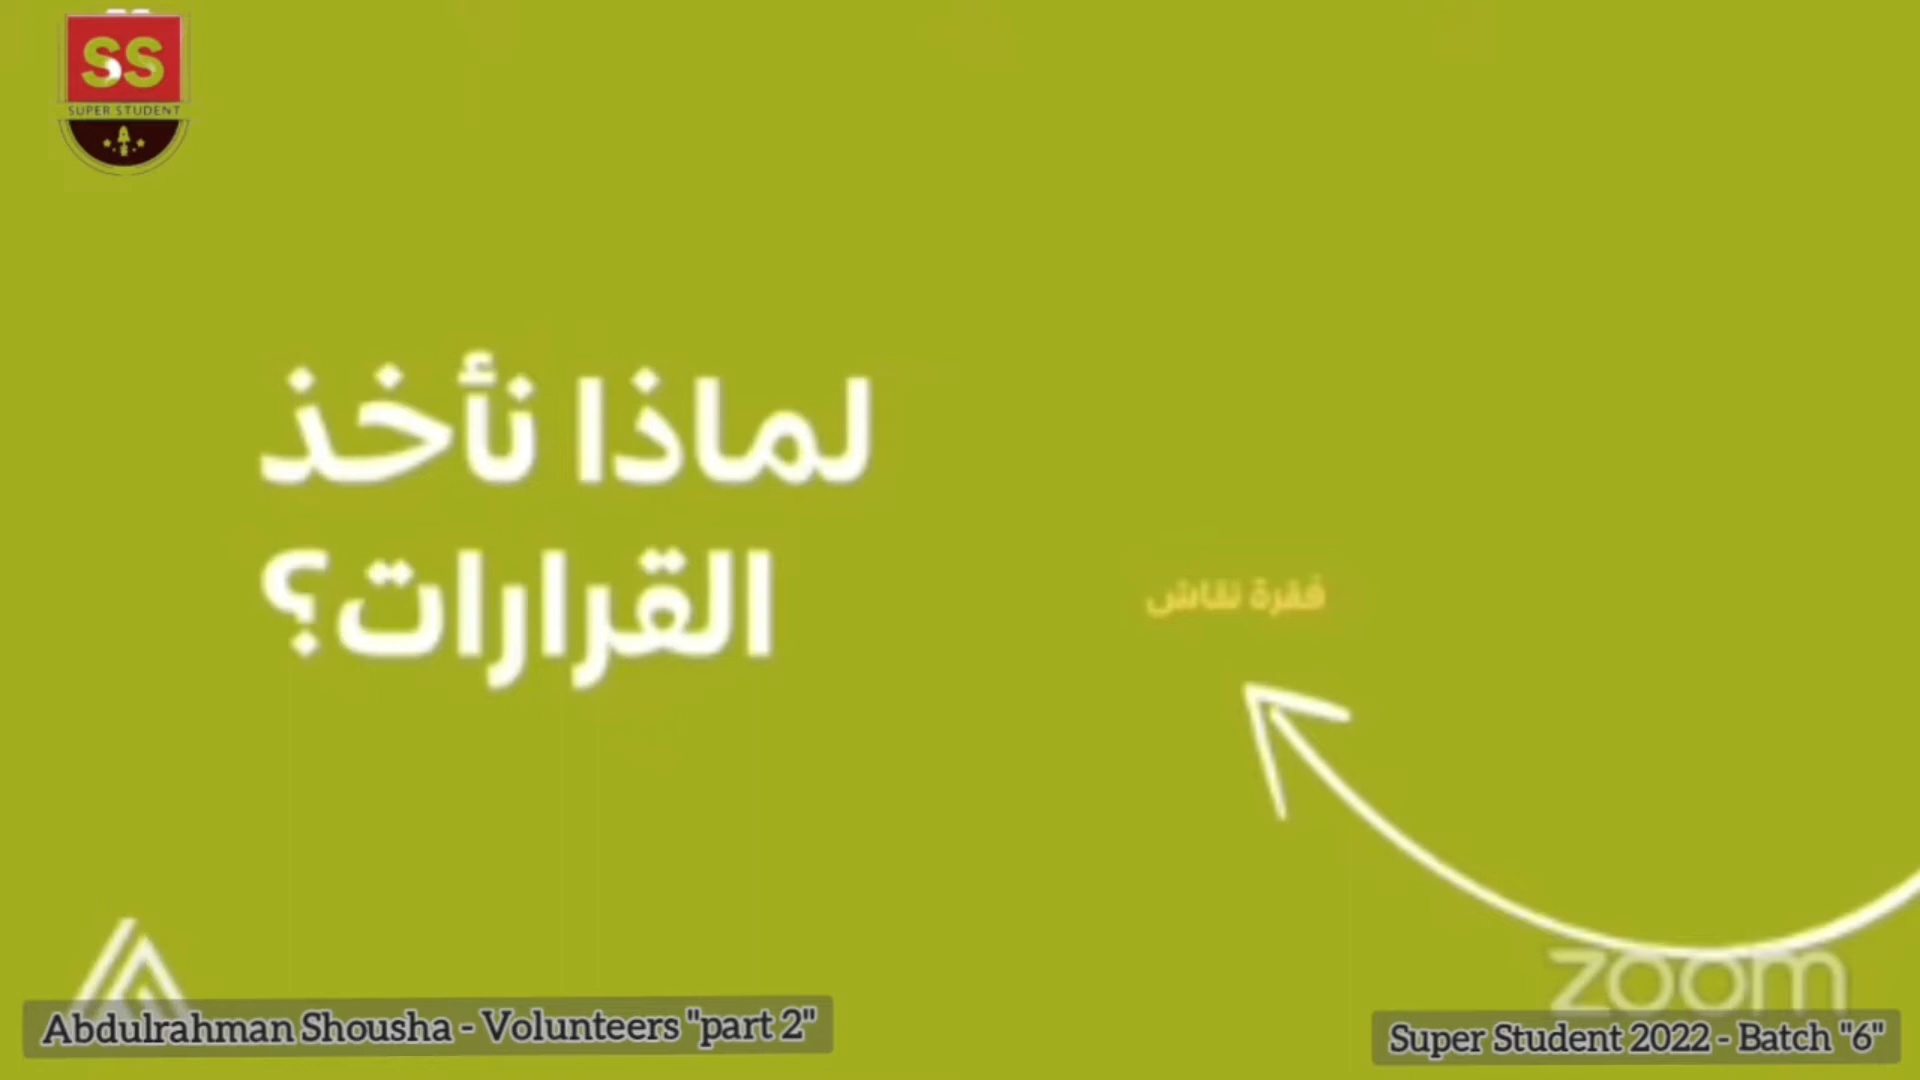 SS
SUPER STUDENT
لماذا نأخذ
القرارات؟
فقرة نقاش
zoom
Abdulrahman Shousha - Volunteers "part 2"
Super Student 2022 - Batch "6"